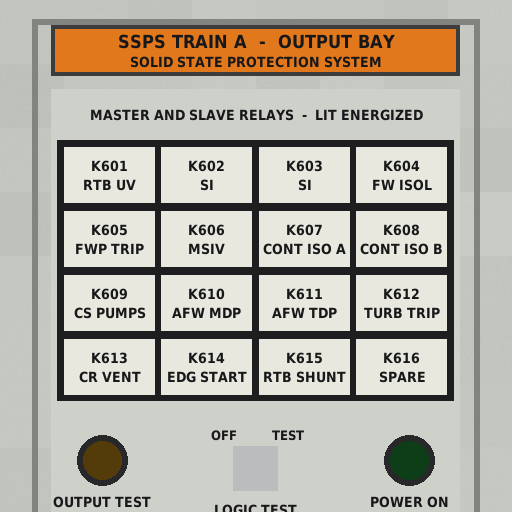 SSPS TRAIN A - OUTPUT BAY
SOLID STATE PROTECTION SYSTEM
MASTER AND SLAVE RELAYS - LIT ENERGIZED
K601
RTB UV
K602
SI
K603
SI
K604
FW ISOL
K605
FWP TRIP
K606
MSIV
K607
CONT ISO A
K608
CONT ISO B
K609
CS PUMPS
K610
AFW MDP
K611
AFW TDP
K612
TURB TRIP
K613
CR VENT
K614
EDG START
K615
RTB SHUNT
K616
SPARE
OFF TEST
OUTPUT TEST
LOGIC TEST
POWER ON